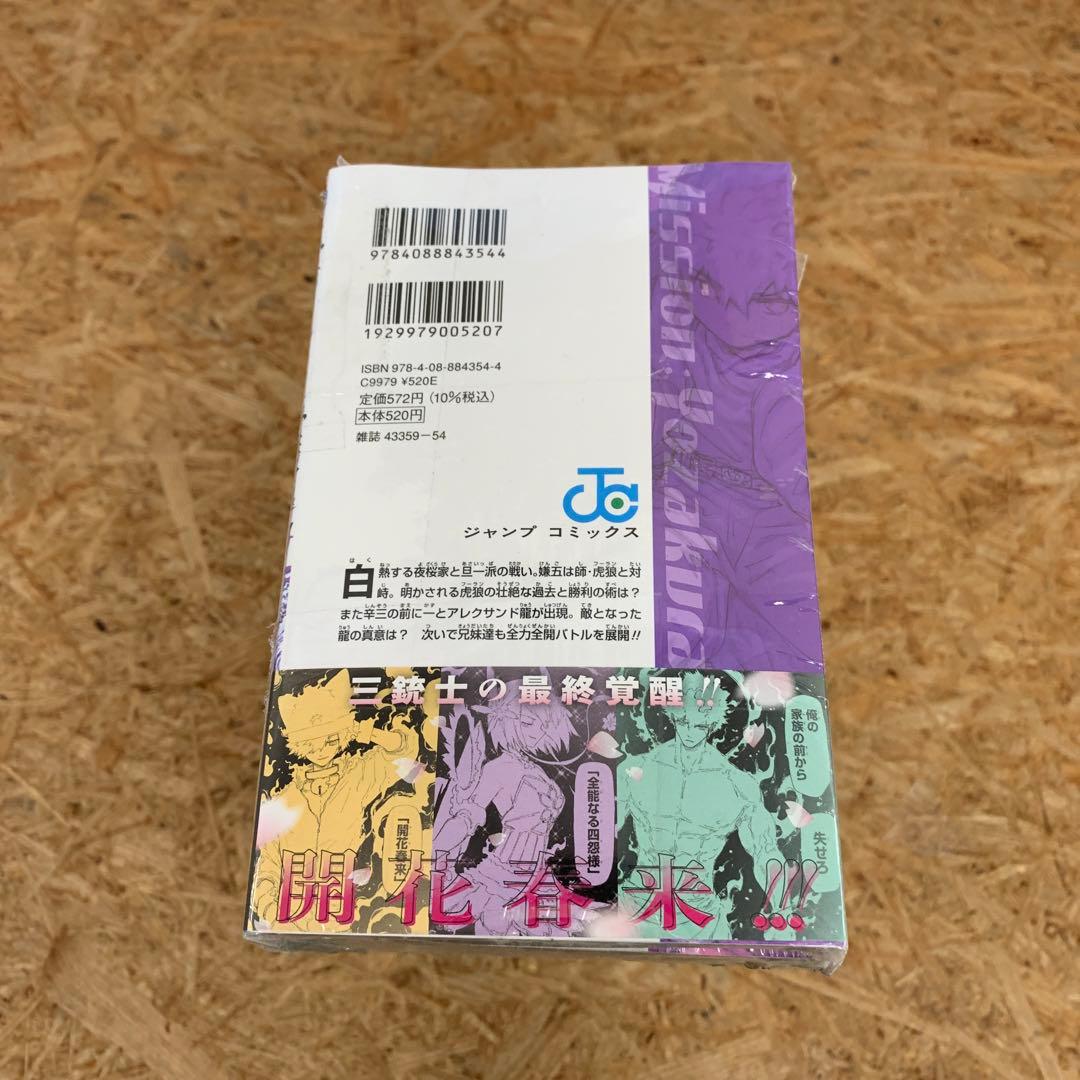 9784088843544
1929979005207
ISBN 978-4-08-884354-4
C9979 ¥520E
定価572円(10%税込)
本体520円
雑誌 43359-54
JC
ジャンプ コミックス
白熱する夜桜家と旦一派の戦い。嫌五は師・虎狼と対
峙。明かされる虎狼の壮絶な過去と勝利の術は?
また辛三の前に一とアレクサンド龍が出現。敵となった
龍の真意は? 次いで兄妹達も全力全開バトルを展開!!
Mission:Yozakura
三銃士の最終覚醒!!
「開花春来」
「全能なる四怨様」
俺の
家族の前から
失せろ
開花春来!!!